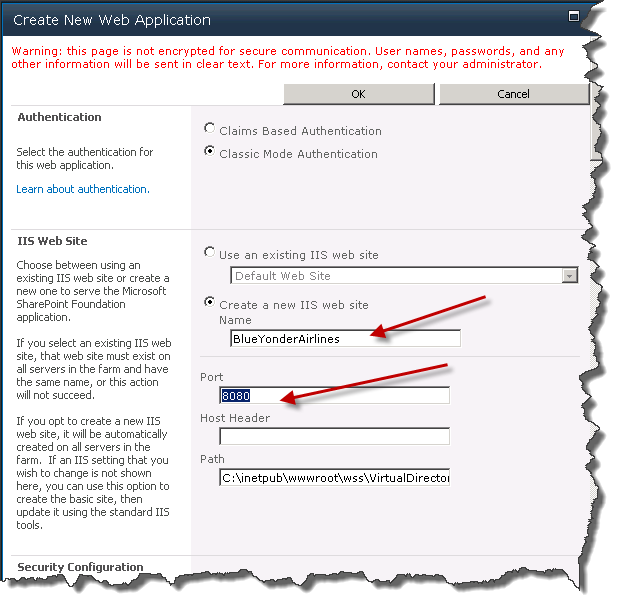 Create New Web Application
Warning: this page is not encrypted for secure communication. User names, passwords, and any
other information will be sent in clear text. For more information, contact your administrator.
OK
Cancel
Authentication
Select the authentication for
this web application.
Learn about authentication.
Claims Based Authentication
Classic Mode Authentication
IIS Web Site
Choose between using an
existing IIS web site or create a
new one to serve the Microsoft
SharePoint Foundation
application.
If you select an existing IIS web
site, that web site must exist on
all servers in the farm and have
the same name, or this action
will not succeed.
If you opt to create a new IIS
web site, it will be automatically
created on all servers in the
farm.  If an IIS setting that you
wish to change is not shown
here, you can use this option to
create the basic site, then
update it using the standard IIS
tools.
Use an existing IIS web site
Default Web Site
Create a new IIS web site
Name
BlueYonderAirlines
Port
8080
Host Header
Path
C:\inetpub\wwwroot\wss\VirtualDirector
Security Configuration